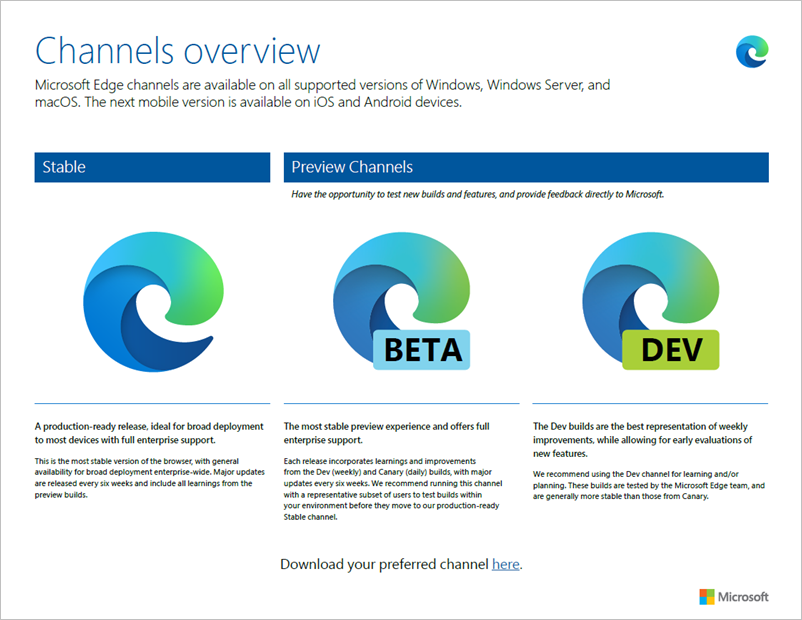 Channels overview
Microsoft Edge channels are available on all supported versions of Windows, Windows Server, and
macOS. The next mobile version is available on iOS and Android devices.
Stable
Preview Channels
Have the opportunity to test new builds and features, and provide feedback directly to Microsoft.
BETA
DEV
A production-ready release, ideal for broad deployment
to most devices with full enterprise support.
This is the most stable version of the browser, with general
availability for broad deployment enterprise-wide. Major updates
are released every six weeks and include all learnings from the
preview builds.
The most stable preview experience and offers full
enterprise support.
Each release incorporates learnings and improvements
from the Dev (weekly) and Canary (daily) builds, with major
updates every six weeks. We recommend running this channel
with a representative subset of users to test builds within
your environment before they move to our production-ready
Stable channel.
The Dev builds are the best representation of weekly
improvements, while allowing for early evaluations of
new features.
We recommend using the Dev channel for learning and/or
planning. These builds are tested by the Microsoft Edge team, and
are generally more stable than those from Canary.
Download your preferred channel here.
Microsoft